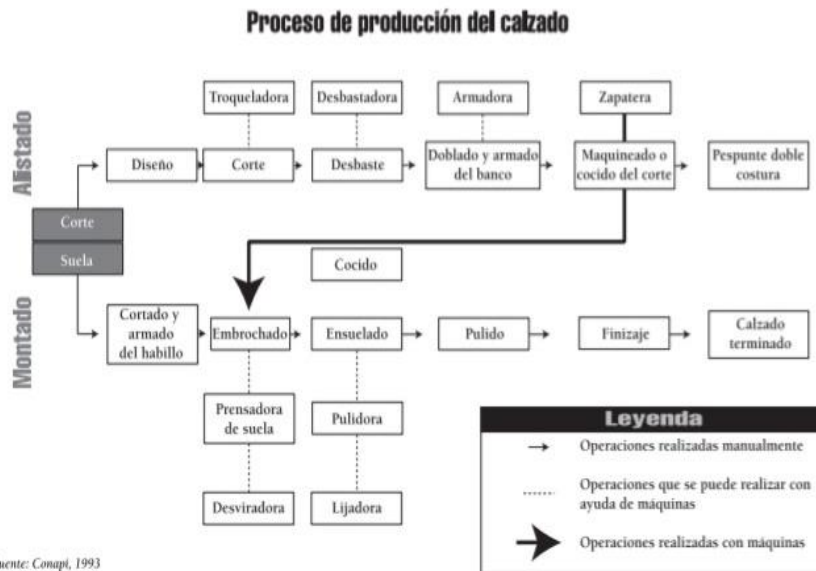 Proceso de producción del calzado
Alistado
Troqueladora
Desbastadora
Armadora
Zapatera
Diseño
Corte
Desbaste
Doblado y armado
del banco
Maquineado o
cocido del corte
Pespunte doble
costura
Corte
Suela
Cocido
Montado
Cortado y
armado
del habillo
Embrochado
Ensuelado
Pulido
Finizaje
Calzado
terminado
Prensadora
de suela
Pulidora
Desviradora
Lijadora
Leyenda
Operaciones realizadas manualmente
Operaciones que se puede realizar con
ayuda de máquinas
Operaciones realizadas con máquinas
uente: Conapi, 1993